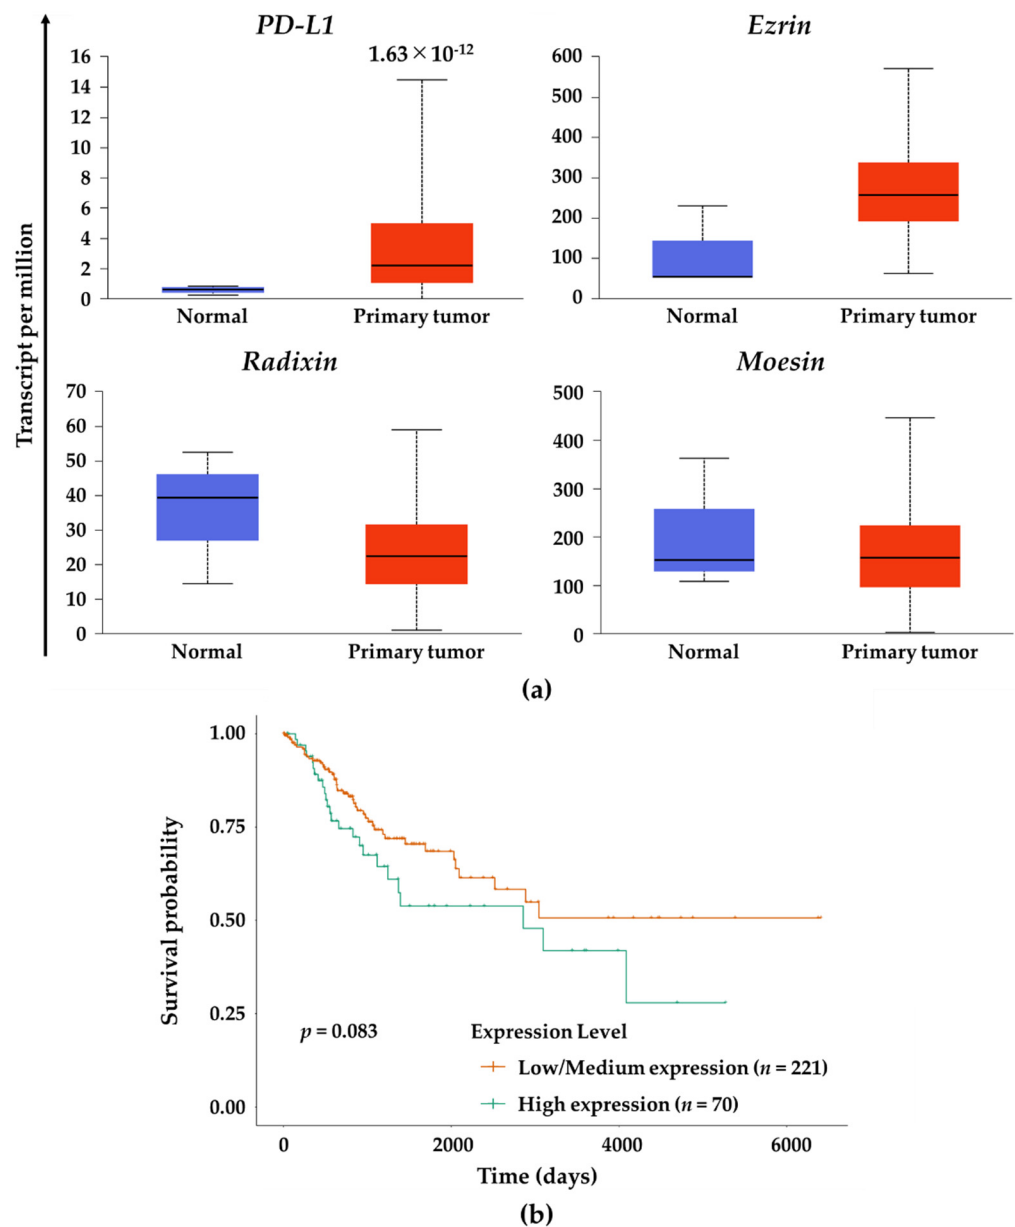 PD-L1
Ezrin
1.63×10⁻¹²
Transcript per million
16
14
12
10
8
6
4
2
0
Normal
Primary tumor
600
500
400
300
200
100
0
Normal
Primary tumor
Radixin
Moesin
70
60
50
40
30
20
10
0
Normal
Primary tumor
500
400
300
200
100
0
Normal
Primary tumor
(a)
Survival probability
1.00
0.75
0.50
0.25
0.00
p = 0.083
Expression Level
Low/Medium expression (n = 221)
High expression (n = 70)
0
2000
4000
6000
Time (days)
(b)